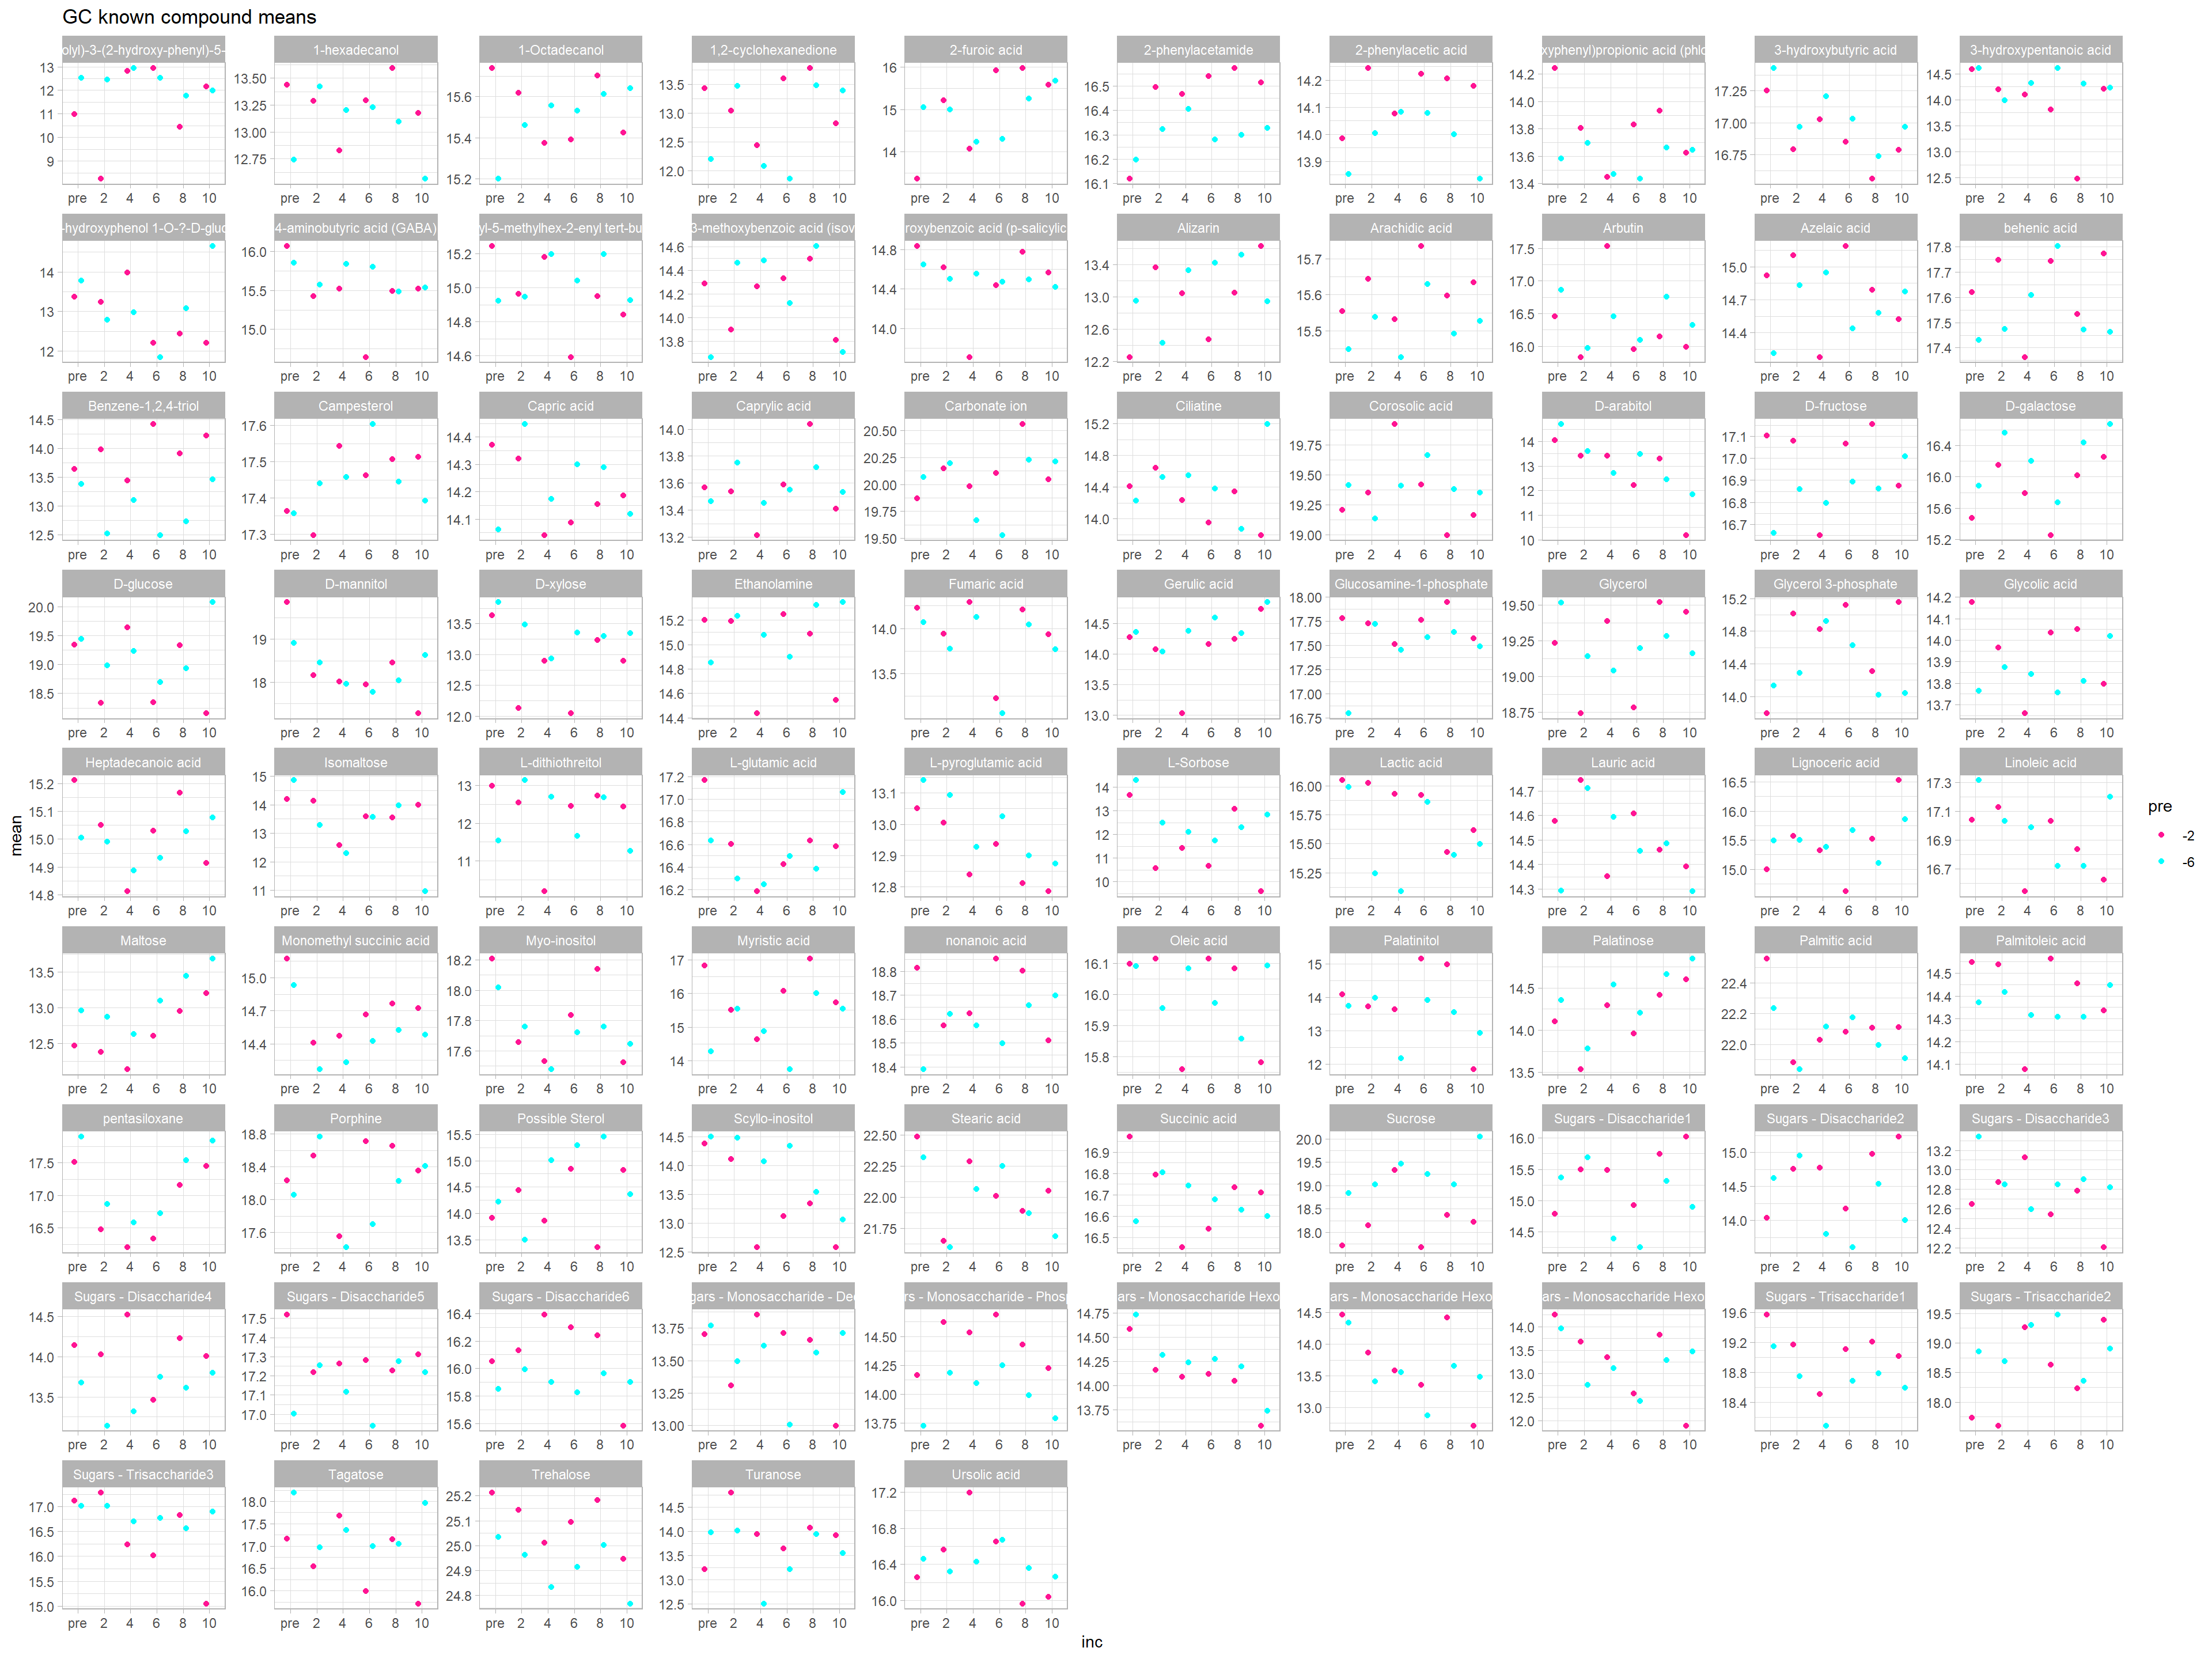 GC known compound means
olyl)-3-(2-hydroxy-phenyl)-5- 1-hexadecanol 1-Octadecanol 1,2-cyclohexanedione 2-furoic acid 2-phenylacetamide 2-phenylacetic acid xyphenyl)propionic acid (phlo 3-hydroxybutyric acid 3-hydroxypentanoic acid
13 12 11 10 9
13.50 13.25 13.00 12.75
15.6 15.4 15.2
13.5 13.0 12.5 12.0
16 15 14
16.5 16.4 16.3 16.2 16.1
14.2 14.1 14.0 13.9
14.2 14.0 13.8 13.6 13.4
17.25 17.00 16.75
14.5 14.0 13.5 13.0 12.5
pre 2 4 6 8 10 pre 2 4 6 8 10 pre 2 4 6 8 10 pre 2 4 6 8 10 pre 2 4 6 8 10 pre 2 4 6 8 10 pre 2 4 6 8 10 pre 2 4 6 8 10 pre 2 4 6 8 10 pre 2 4 6 8 10
-hydroxyphenol 1-O-?-D-gluc 4-aminobutyric acid (GABA) yl-5-methylhex-2-enyl tert-bu 3-methoxybenzoic acid (isov roxybenzoic acid (p-salicylic Alizarin Arachidic acid Arbutin Azelaic acid behenic acid
14 13 12
16.0 15.5 15.0
15.2 15.0 14.8 14.6
14.6 14.4 14.2 14.0 13.8
14.8 14.4 14.0
13.4 13.0 12.6 12.2
15.7 15.6 15.5
17.5 17.0 16.5 16.0
15.0 14.7 14.4
17.8 17.7 17.6 17.5 17.4
pre 2 4 6 8 10 pre 2 4 6 8 10 pre 2 4 6 8 10 pre 2 4 6 8 10 pre 2 4 6 8 10 pre 2 4 6 8 10 pre 2 4 6 8 10 pre 2 4 6 8 10 pre 2 4 6 8 10 pre 2 4 6 8 10
Benzene-1,2,4-triol Campesterol Capric acid Caprylic acid Carbonate ion Ciliatine Corosolic acid D-arabitol D-fructose D-galactose
14.5 14.0 13.5 13.0 12.5
17.6 17.5 17.4 17.3
14.4 14.3 14.2 14.1
14.0 13.8 13.6 13.4 13.2
20.50 20.25 20.00 19.75 19.50
15.2 14.8 14.4 14.0
19.75 19.50 19.25 19.00
14 13 12 11 10
17.1 17.0 16.9 16.8 16.7
16.4 16.0 15.6 15.2
pre 2 4 6 8 10 pre 2 4 6 8 10 pre 2 4 6 8 10 pre 2 4 6 8 10 pre 2 4 6 8 10 pre 2 4 6 8 10 pre 2 4 6 8 10 pre 2 4 6 8 10 pre 2 4 6 8 10 pre 2 4 6 8 10
D-glucose D-mannitol D-xylose Ethanolamine Fumaric acid Gerulic acid Glucosamine-1-phosphate Glycerol Glycerol 3-phosphate Glycolic acid
20.0 19.5 19.0 18.5
19 18
13.5 13.0 12.5 12.0
15.2 15.0 14.8 14.6 14.4
14.0 13.5
14.5 14.0 13.5 13.0
18.00 17.75 17.50 17.25 17.00 16.75
19.50 19.25 19.00 18.75
15.2 14.8 14.4 14.0
14.2 14.1 14.0 13.9 13.8 13.7
pre 2 4 6 8 10 pre 2 4 6 8 10 pre 2 4 6 8 10 pre 2 4 6 8 10 pre 2 4 6 8 10 pre 2 4 6 8 10 pre 2 4 6 8 10 pre 2 4 6 8 10 pre 2 4 6 8 10 pre 2 4 6 8 10
Heptadecanoic acid Isomaltose L-dithiothreitol L-glutamic acid L-pyroglutamic acid L-Sorbose Lactic acid Lauric acid Lignoceric acid Linoleic acid
15.2 15.1 15.0 14.9 14.8
15 14 13 12 11
13 12 11
17.2 17.0 16.8 16.6 16.4 16.2
13.1 13.0 12.9 12.8
14 13 12 11 10
16.00 15.75 15.50 15.25
14.7 14.6 14.5 14.4 14.3
16.5 16.0 15.5 15.0
17.3 17.1 16.9 16.7
pre 2 4 6 8 10 pre 2 4 6 8 10 pre 2 4 6 8 10 pre 2 4 6 8 10 pre 2 4 6 8 10 pre 2 4 6 8 10 pre 2 4 6 8 10 pre 2 4 6 8 10 pre 2 4 6 8 10 pre 2 4 6 8 10
Maltose Monomethyl succinic acid Myo-inositol Myristic acid nonanoic acid Oleic acid Palatinitol Palatinose Palmitic acid Palmitoleic acid
13.5 13.0 12.5
15.0 14.7 14.4
18.2 18.0 17.8 17.6
17 16 15 14
18.8 18.7 18.6 18.5 18.4
16.1 16.0 15.9 15.8
15 14 13 12
14.5 14.0 13.5
22.4 22.2 22.0
14.5 14.4 14.3 14.2 14.1
pre 2 4 6 8 10 pre 2 4 6 8 10 pre 2 4 6 8 10 pre 2 4 6 8 10 pre 2 4 6 8 10 pre 2 4 6 8 10 pre 2 4 6 8 10 pre 2 4 6 8 10 pre 2 4 6 8 10 pre 2 4 6 8 10
pentasiloxane Porphine Possible Sterol Scyllo-inositol Stearic acid Succinic acid Sucrose Sugars - Disaccharide1 Sugars - Disaccharide2 Sugars - Disaccharide3
17.5 17.0 16.5
18.8 18.4 18.0 17.6
15.5 15.0 14.5 14.0 13.5
14.5 14.0 13.5 13.0 12.5
22.50 22.25 22.00 21.75
16.9 16.8 16.7 16.6 16.5
20.0 19.5 19.0 18.5 18.0
16.0 15.5 15.0 14.5
15.0 14.5 14.0
13.2 13.0 12.8 12.6 12.4 12.2
pre 2 4 6 8 10 pre 2 4 6 8 10 pre 2 4 6 8 10 pre 2 4 6 8 10 pre 2 4 6 8 10 pre 2 4 6 8 10 pre 2 4 6 8 10 pre 2 4 6 8 10 pre 2 4 6 8 10 pre 2 4 6 8 10
Sugars - Disaccharide4 Sugars - Disaccharide5 Sugars - Disaccharide6 gars - Monosaccharide - Deo rs - Monosaccharide - Phosp ars - Monosaccharide Hexo ars - Monosaccharide Hexo ars - Monosaccharide Hexo Sugars - Trisaccharide1 Sugars - Trisaccharide2
14.5 14.0 13.5
17.5 17.4 17.3 17.2 17.1 17.0
16.4 16.2 16.0 15.8 15.6
13.75 13.50 13.25 13.00
14.50 14.25 14.00 13.75
14.75 14.50 14.25 14.00 13.75
14.5 14.0 13.5 13.0
14.0 13.5 13.0 12.5 12.0
19.6 19.2 18.8 18.4
19.5 19.0 18.5 18.0
pre 2 4 6 8 10 pre 2 4 6 8 10 pre 2 4 6 8 10 pre 2 4 6 8 10 pre 2 4 6 8 10 pre 2 4 6 8 10 pre 2 4 6 8 10 pre 2 4 6 8 10 pre 2 4 6 8 10 pre 2 4 6 8 10
Sugars - Trisaccharide3 Tagatose Trehalose Turanose Ursolic acid
17.0 16.5 16.0 15.5 15.0
18.0 17.5 17.0 16.5 16.0
25.2 25.1 25.0 24.9 24.8
14.5 14.0 13.5 13.0 12.5
17.2 16.8 16.4 16.0
pre 2 4 6 8 10 pre 2 4 6 8 10 pre 2 4 6 8 10 pre 2 4 6 8 10 pre 2 4 6 8 10
inc
mean
pre
-2
-6